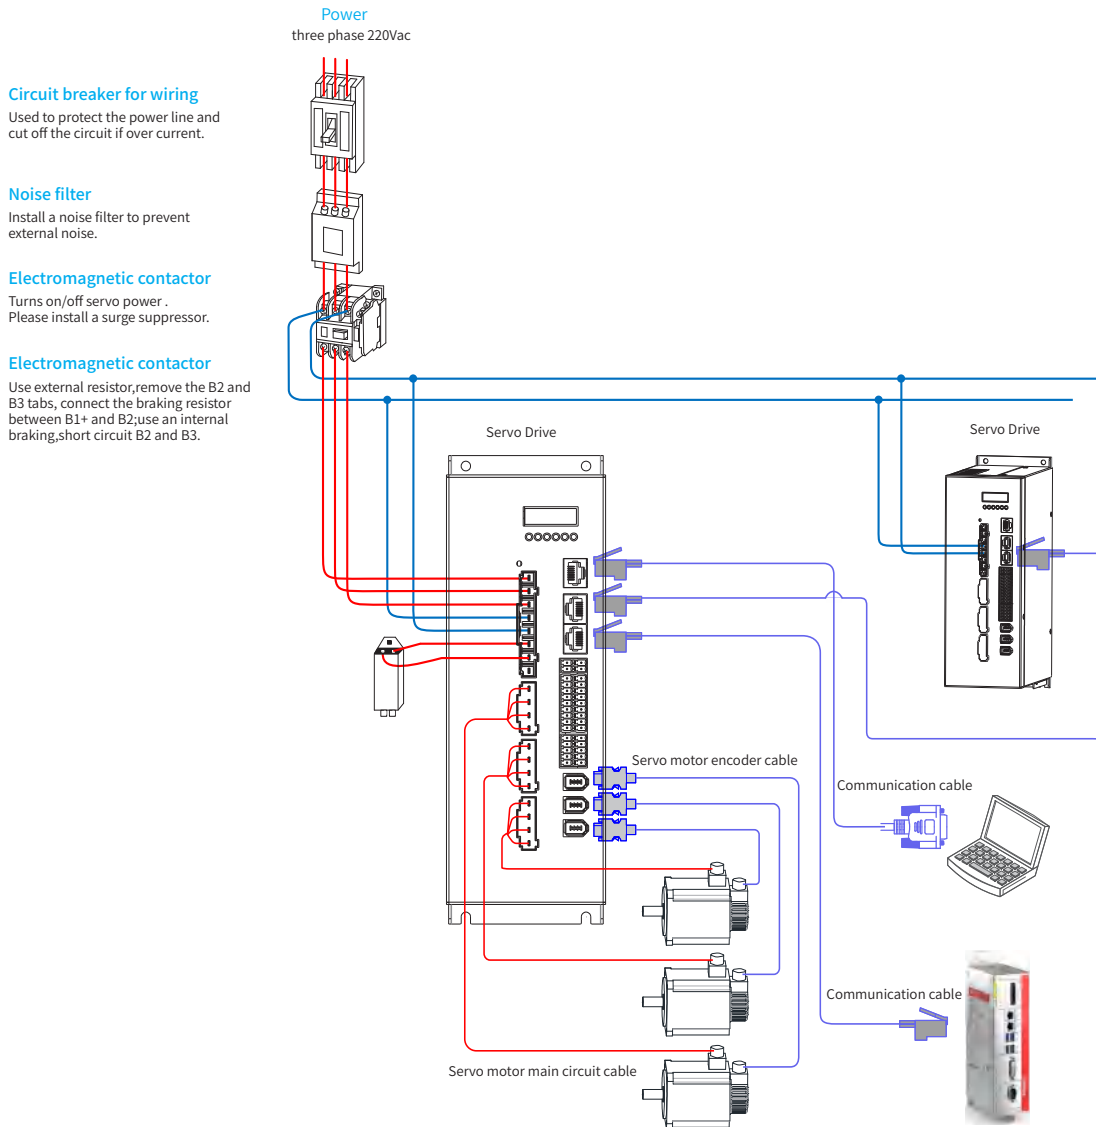 Power
three phase 220Vac
Circuit breaker for wiring
Used to protect the power line and
cut off the circuit if over current.
Noise filter
Install a noise filter to prevent
external noise.
Electromagnetic contactor
Turns on/off servo power .
Please install a surge suppressor.
Electromagnetic contactor
Use external resistor,remove the B2 and
B3 tabs, connect the braking resistor
between B1+ and B2;use an internal
braking,short circuit B2 and B3.
Servo Drive
Servo Drive
Servo motor encoder cable
Communication cable
Communication cable
Servo motor main circuit cable